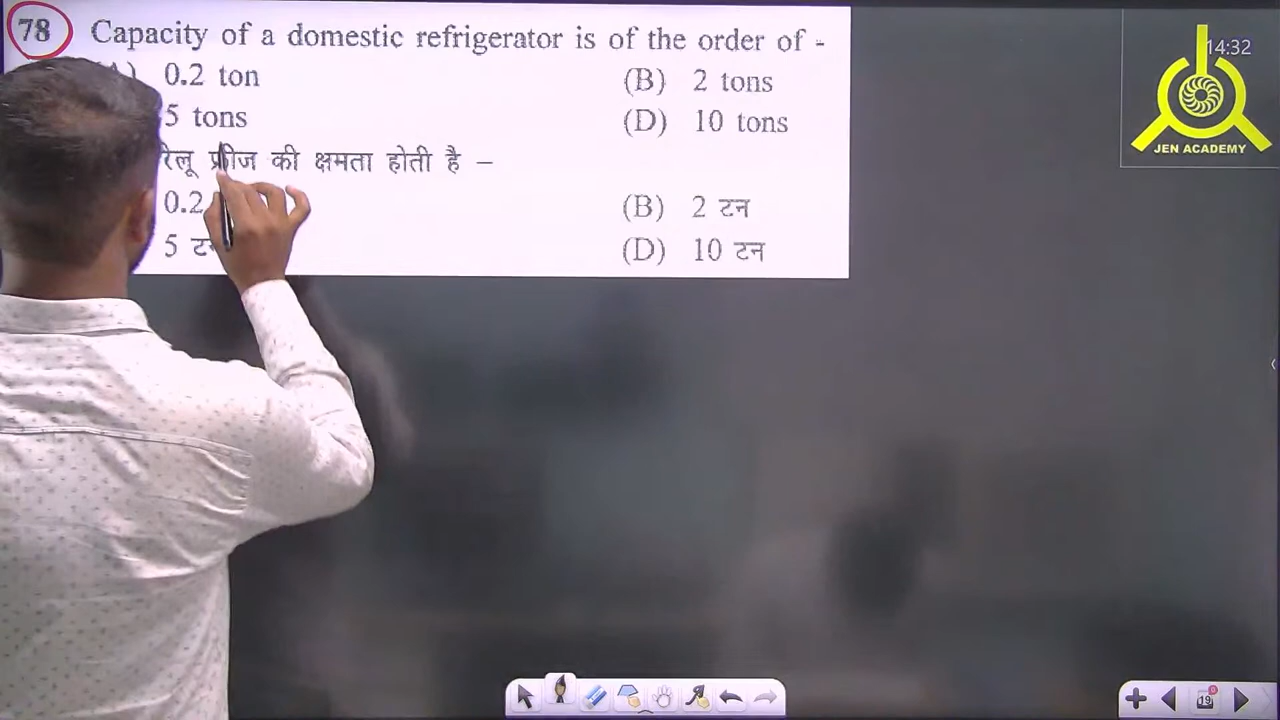 78 Capacity of a domestic refrigerator is of the order of -
0.2 ton (B) 2 tons
5 tons (D) 10 tons
फ्रीज की क्षमता होती है –
0.2 (B) 2 टन
5 (D) 10 टन
14:32
JEN ACADEMY
19